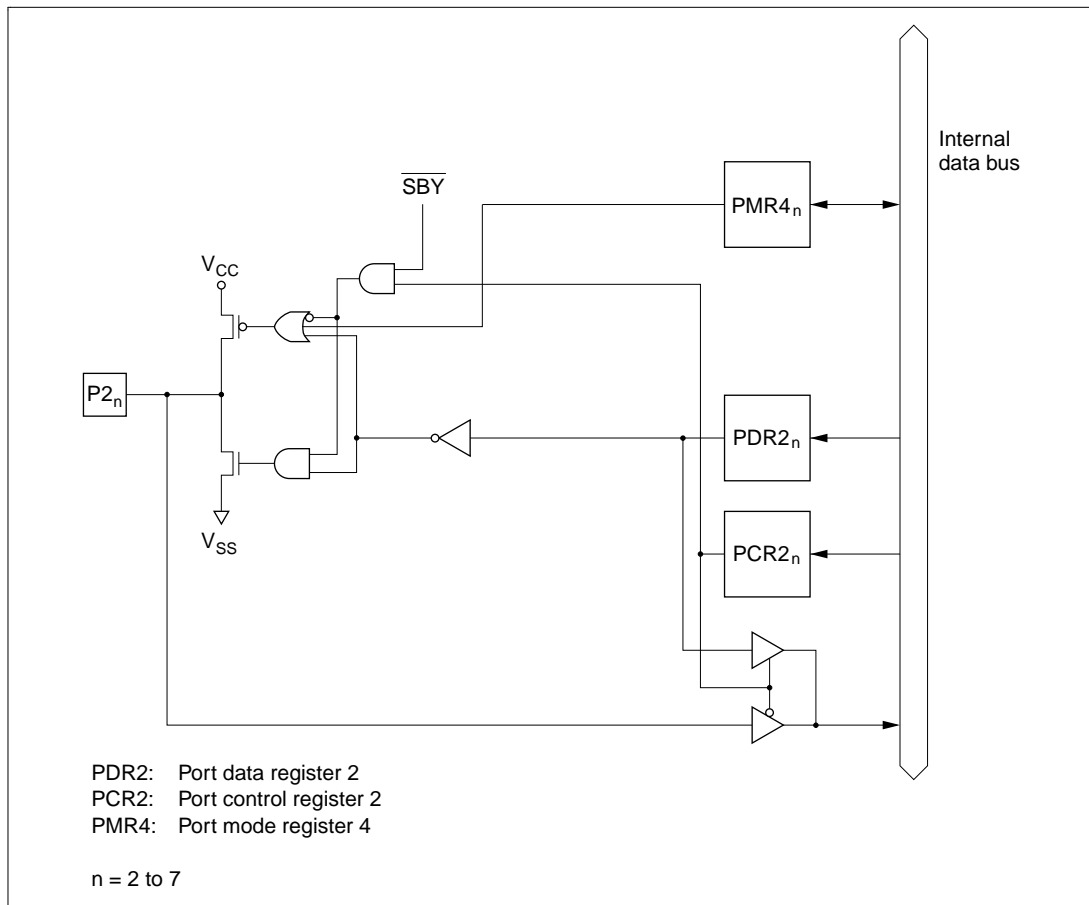 Internal
data bus
SBY
PMR4n
VCC
P2n
PDR2n
VSS
PCR2n
PDR2: Port data register 2
PCR2: Port control register 2
PMR4: Port mode register 4
n = 2 to 7